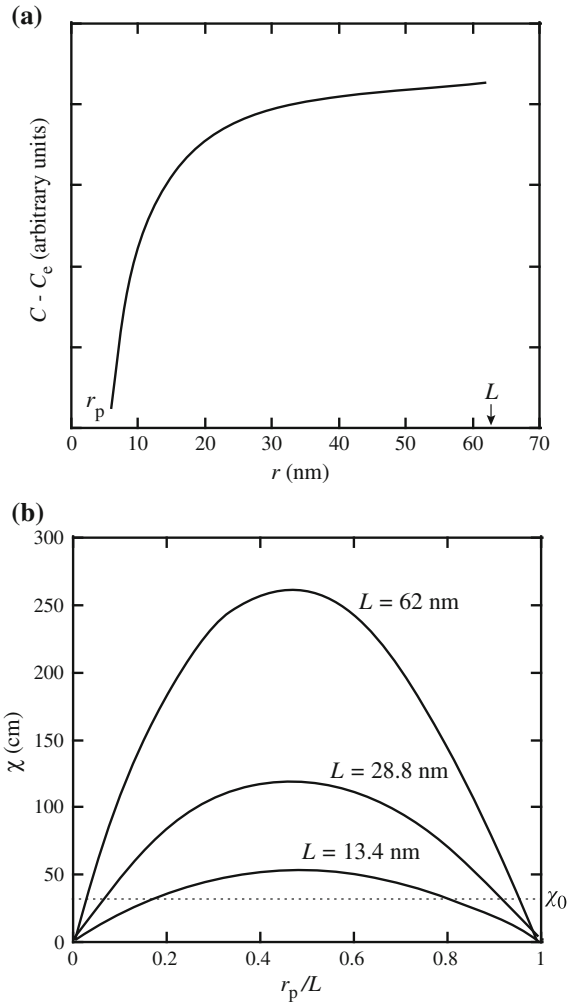 (a)
C - Cₑ (arbitrary units)
rₚ
L
0 10 20 30 40 50 60 70
r (nm)
(b)
300
250
200
150
100
50
0
χ (cm)
L = 62 nm
L = 28.8 nm
L = 13.4 nm
χ₀
0 0.2 0.4 0.6 0.8 1
rₚ/L